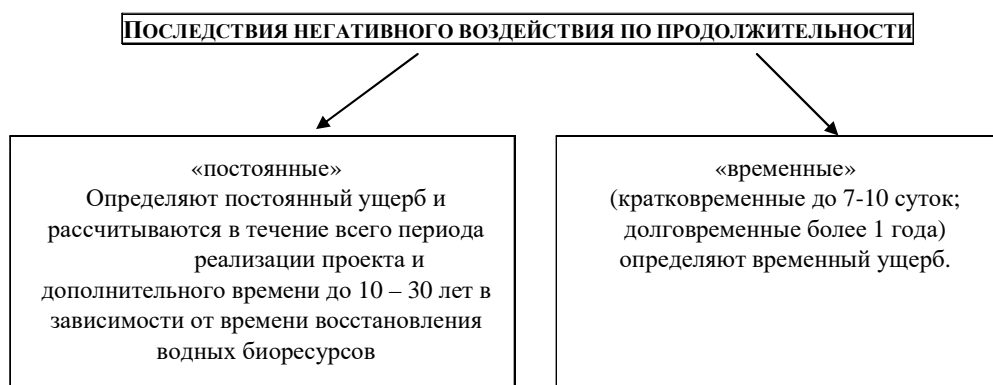 ПОСЛЕДСТВИЯ НЕГАТИВНОГО ВОЗДЕЙСТВИЯ ПО ПРОДОЛЖИТЕЛЬНОСТИ
«постоянные»
Определяют постоянный ущерб и
рассчитываются в течение всего периода
реализации проекта и
дополнительного времени до 10 – 30 лет в
зависимости от времени восстановления
водных биоресурсов
«временные»
(кратковременные до 7-10 суток;
долговременные более 1 года)
определяют временный ущерб.